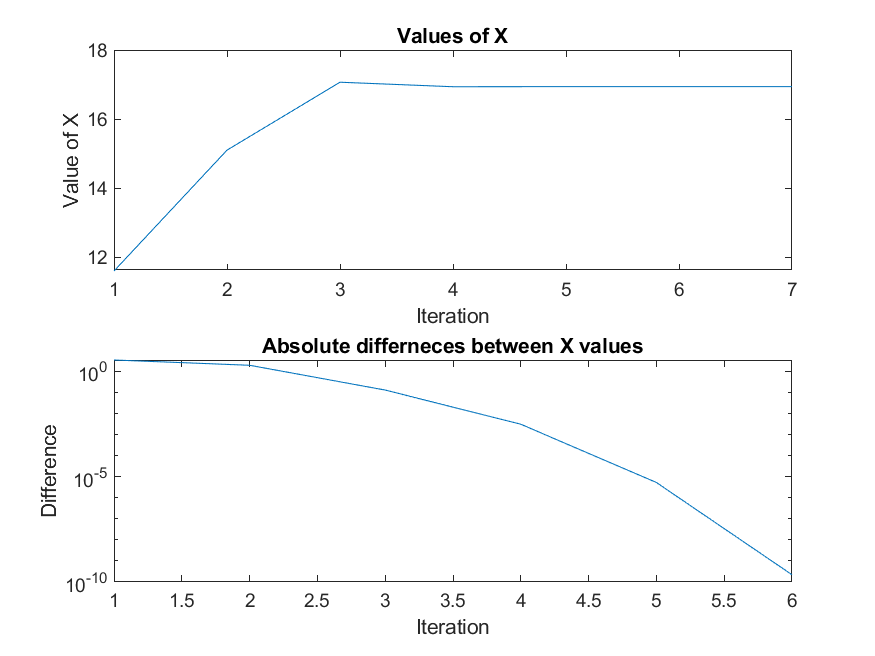 Values of X
18
16
14
12
Value of X
1 2 3 4 5 6 7
Iteration
Absolute differneces between X values
10^0
10^-5
10^-10
Difference
1 1.5 2 2.5 3 3.5 4 4.5 5 5.5 6
Iteration